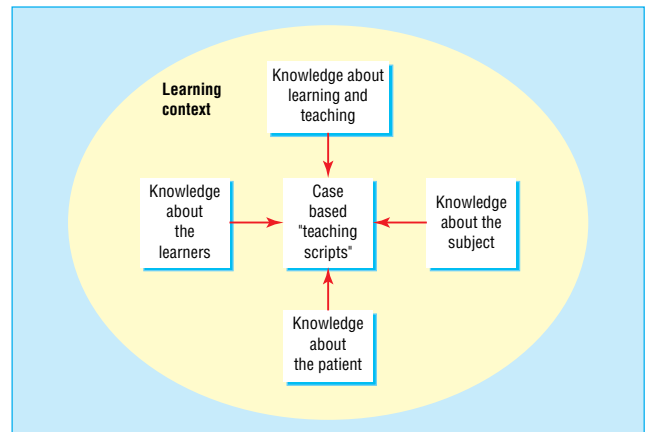 Knowledge about
learning and
teaching
Learning
context
Knowledge
about
the
learners
Case
based
"teaching
scripts"
Knowledge
about the
subject
Knowledge
about
the patient